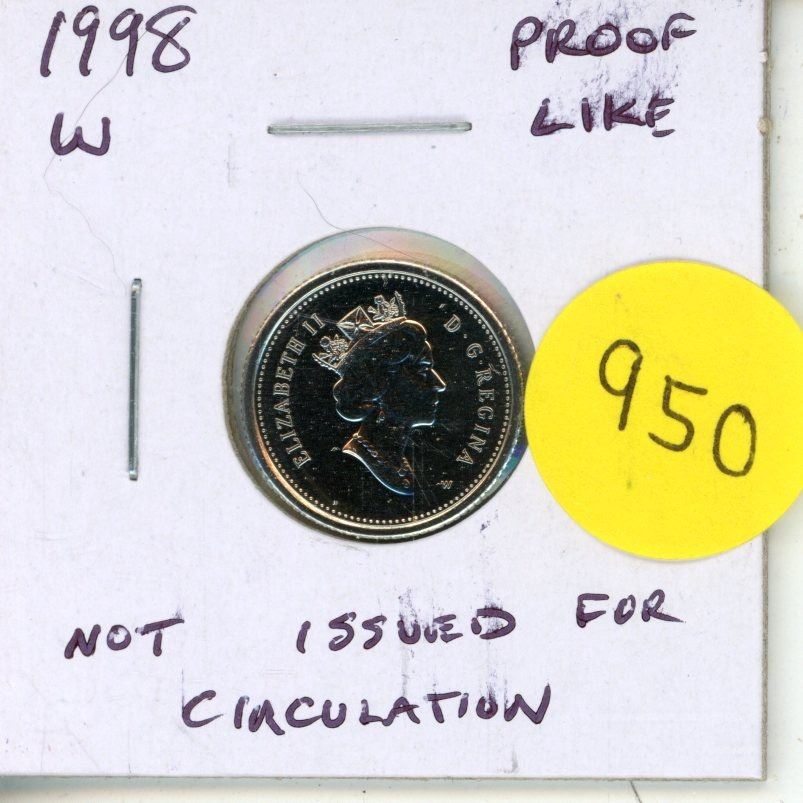 1998
W
PROOF
LIKE
ELIZABETH II
D·G·REGINA
W
950
NOT ISSUED FOR
CIRCULATION